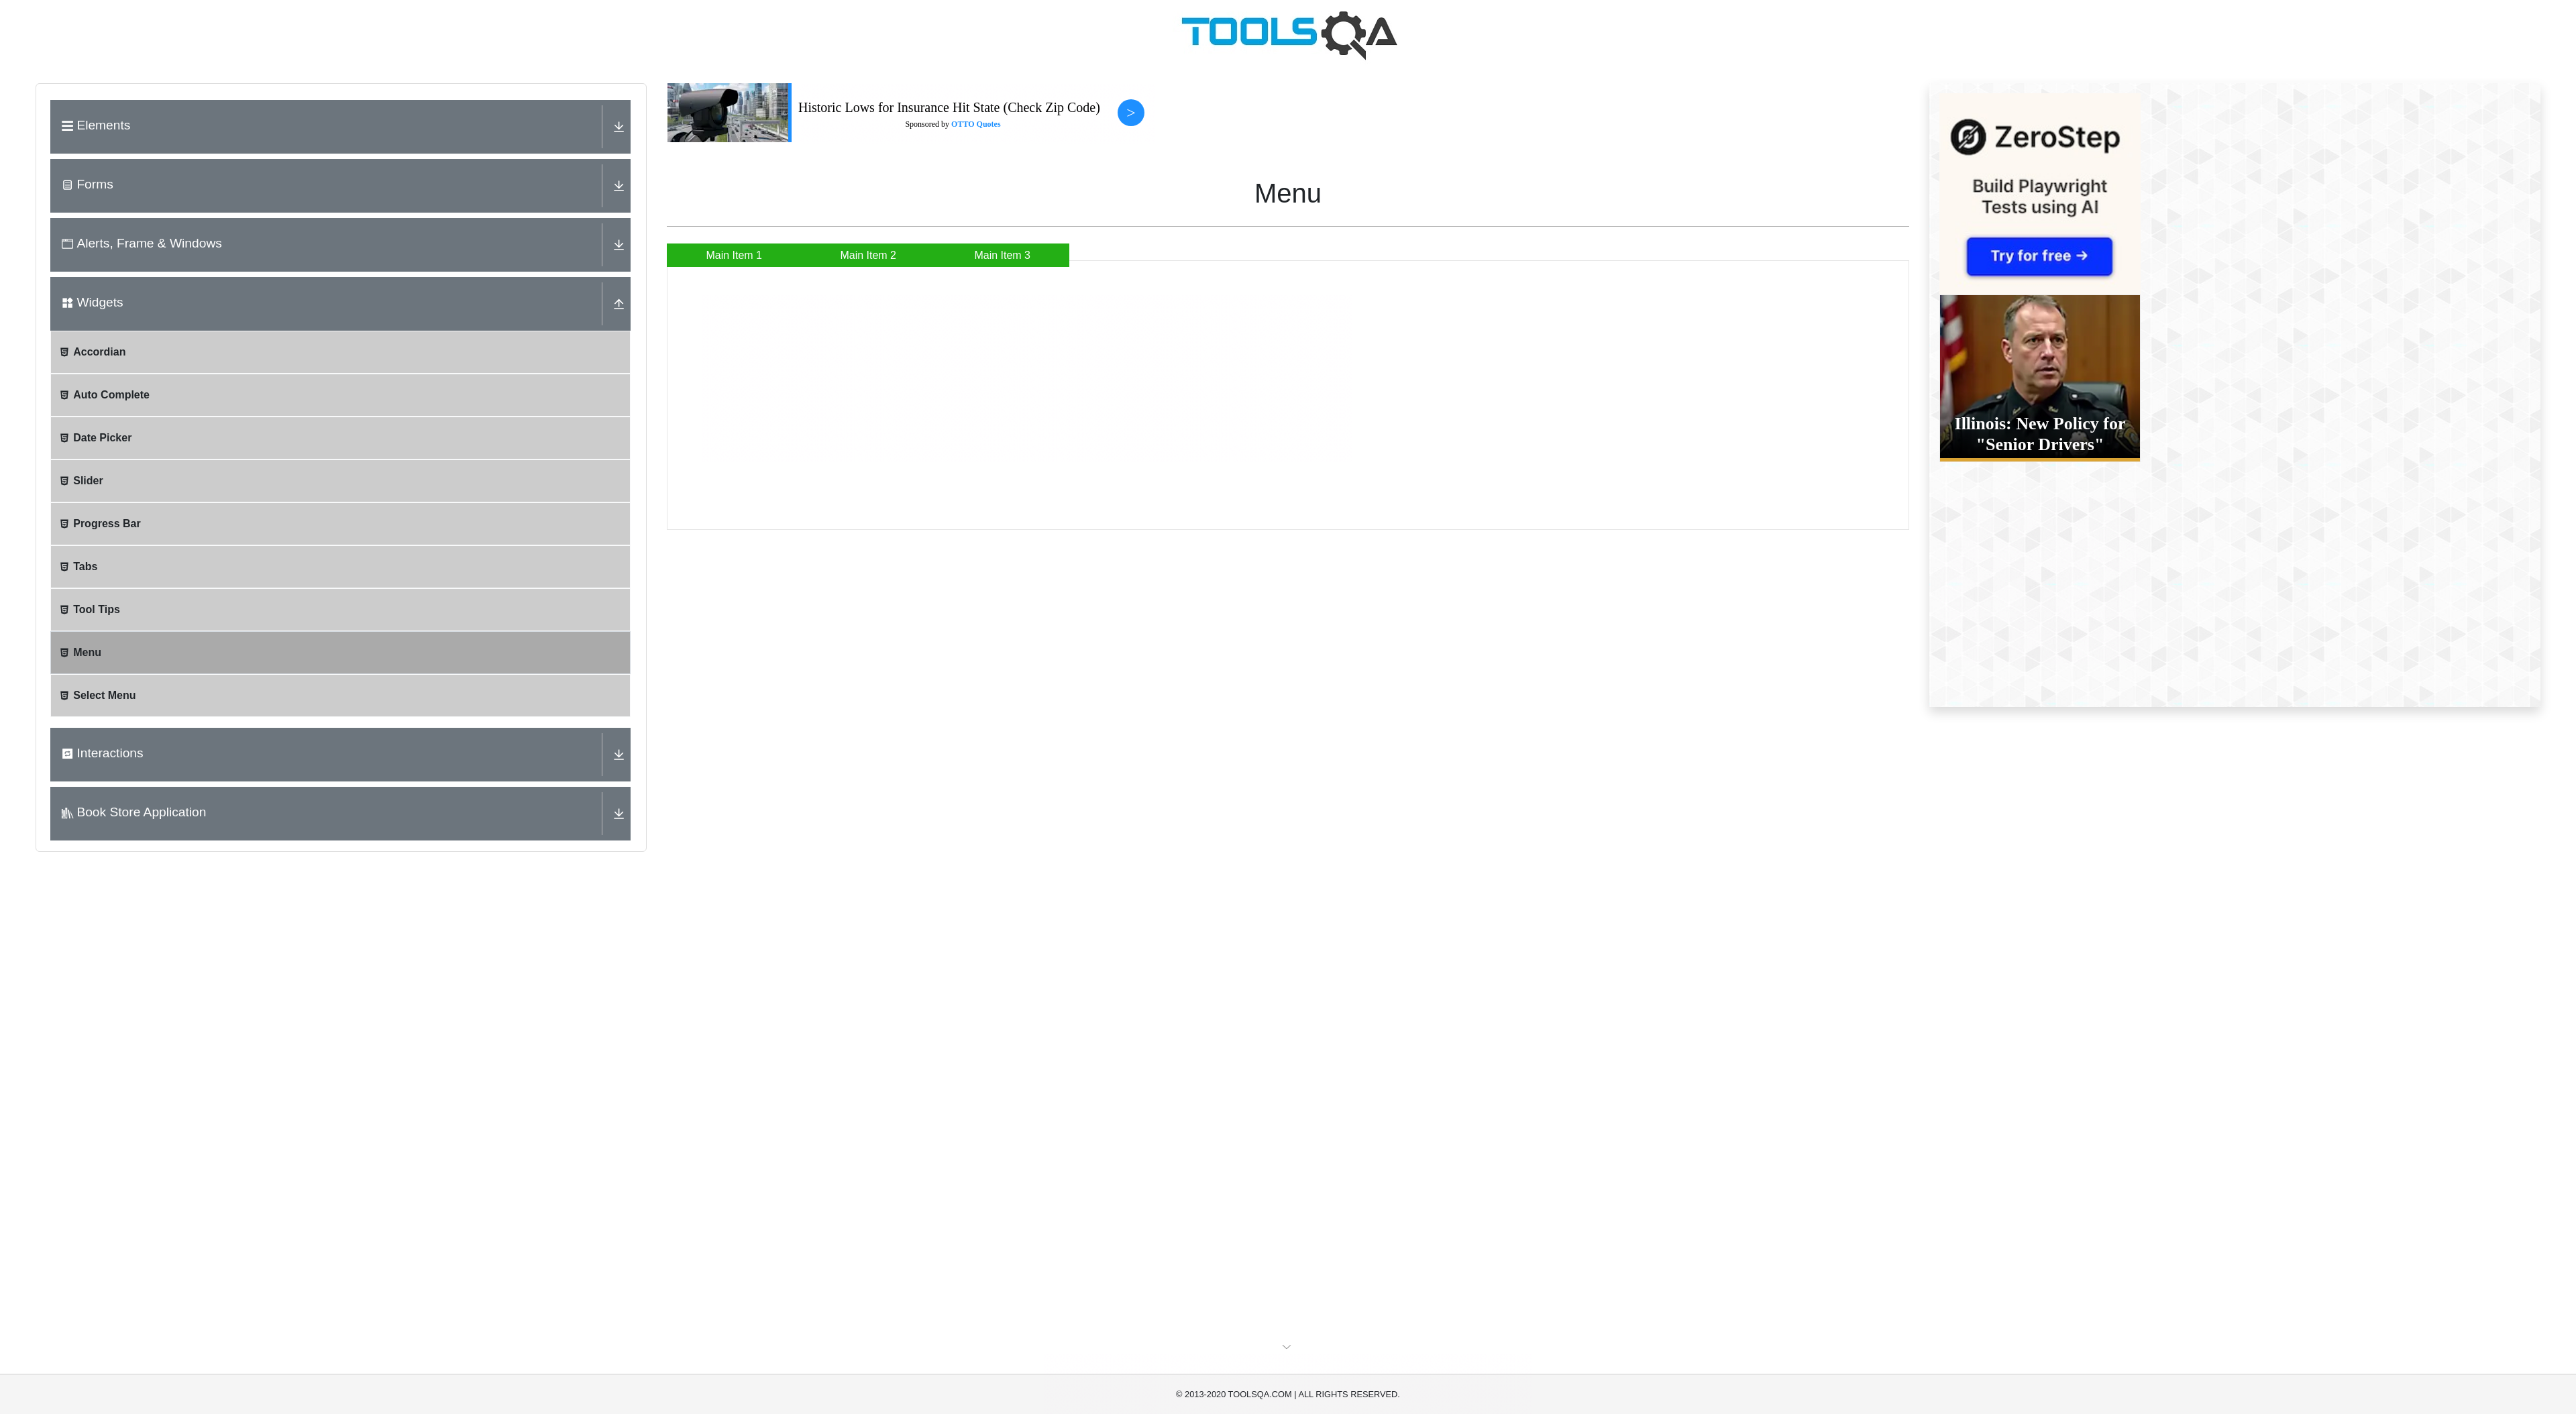 TOOLSQA
Elements
Forms
Alerts, Frame & Windows
Widgets
Accordian
Auto Complete
Date Picker
Slider
Progress Bar
Tabs
Tool Tips
Menu
Select Menu
Interactions
Book Store Application
Historic Lows for Insurance Hit State (Check Zip Code)
Sponsored by OTTO Quotes
>
Menu
Main Item 1
Main Item 2
Main Item 3
ZeroStep
Build Playwright
Tests using AI
Try for free →
Illinois: New Policy for
"Senior Drivers"
© 2013-2020 TOOLSQA.COM | ALL RIGHTS RESERVED.